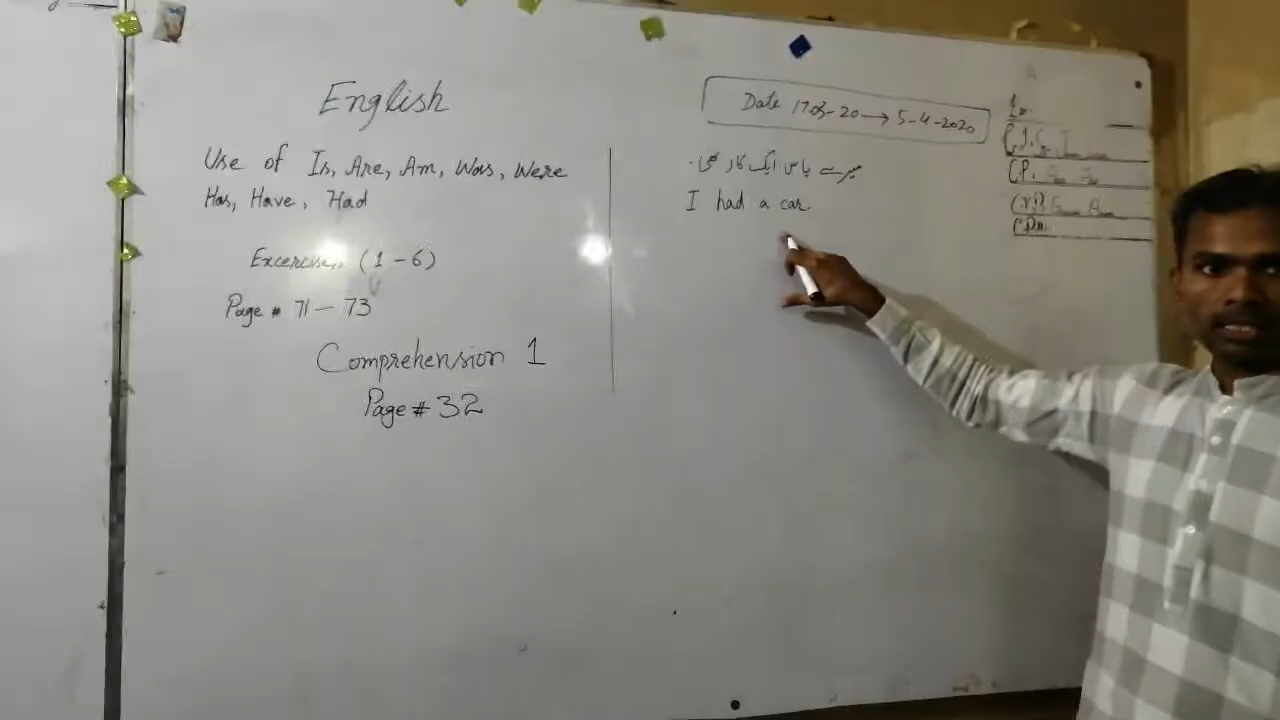 English
Use of Is, Are, Am, Was, Were
Has, Have, Had
Excercises (1-6)
Page # 71 - 73
Comprehension 1
Page # 32
Date 17-03-20 → 5-4-2020
میرے پاس ایک کار تھی۔
I had a car.